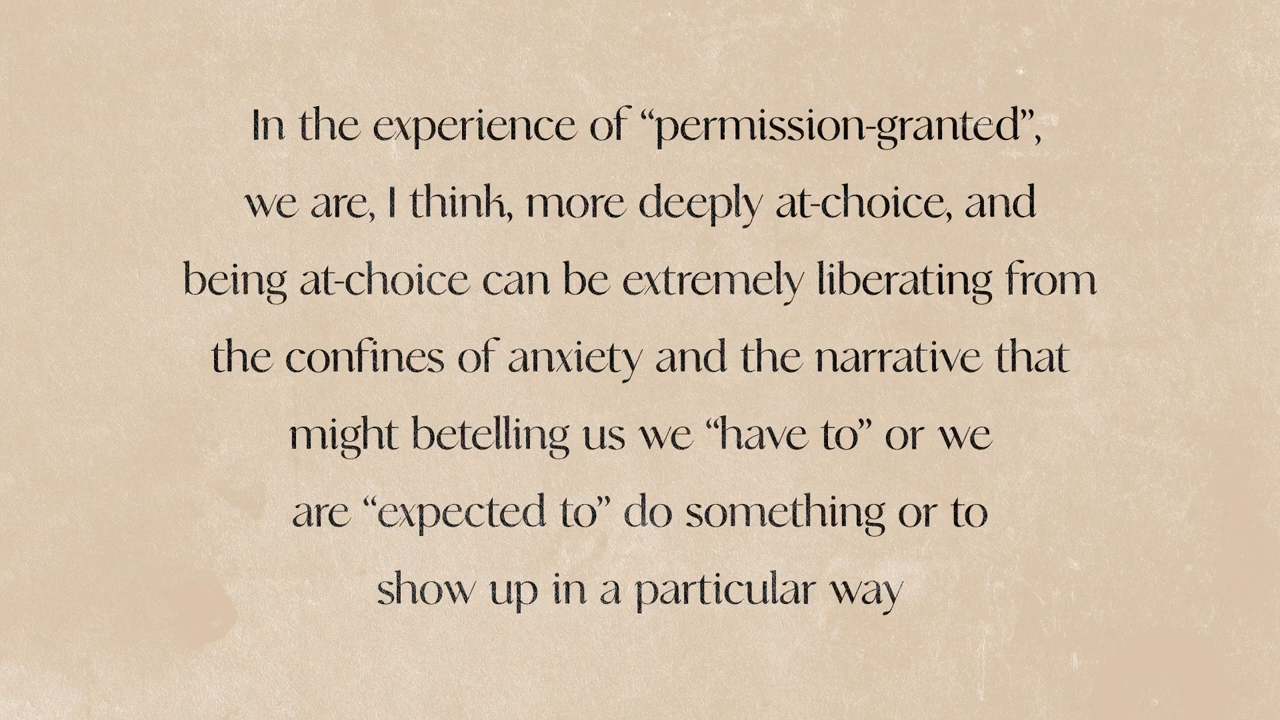 In the experience of “permission-granted”,
we are, I think, more deeply at-choice, and
being at-choice can be extremely liberating from
the confines of anxiety and the narrative that
might betelling us we “have to” or we
are “expected to” do something or to
show up in a particular way